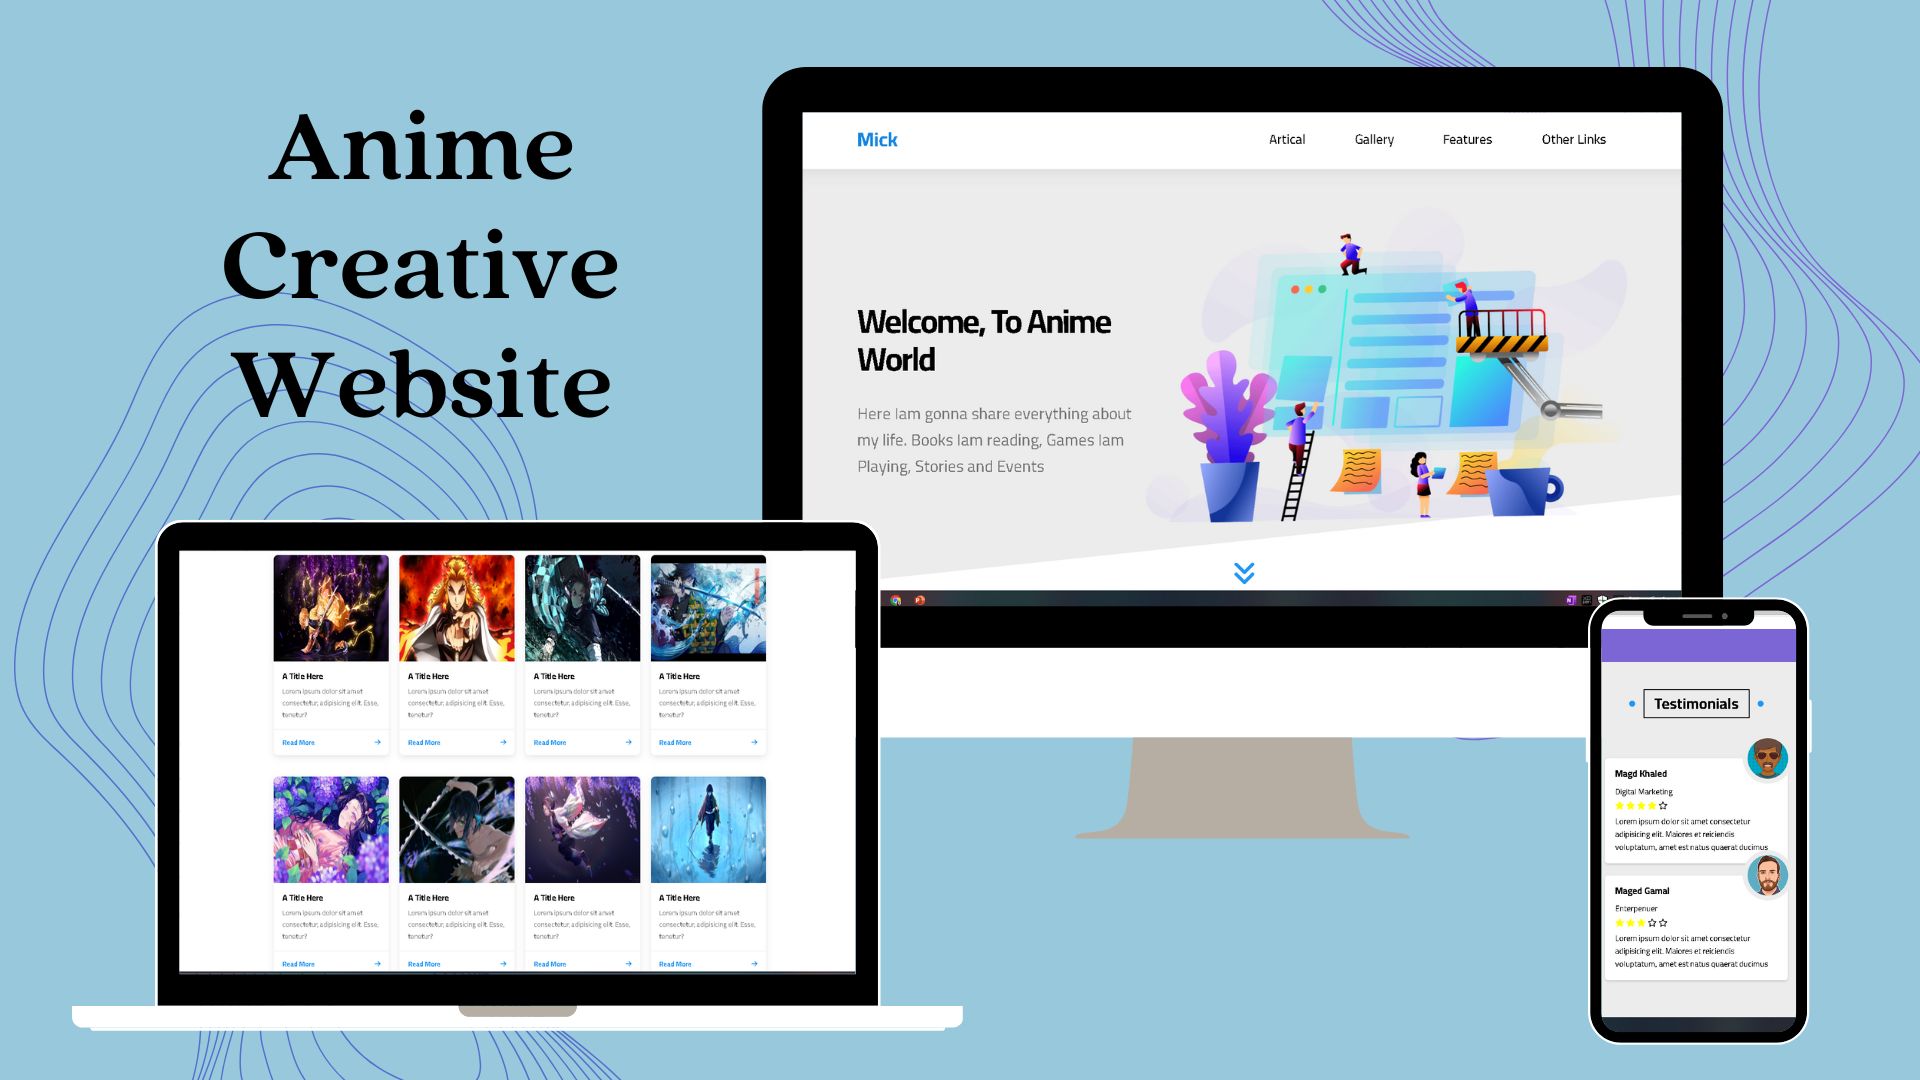 Anime
Creative
Website
Mick
Artical
Gallery
Features
Other Links
Welcome, To Anime
World
Here Iam gonna share everything about
my life. Books Iam reading, Games Iam
Playing, Stories and Events
A Title Here
Lorem ipsum dolor sit amet
consectetur, adipisicing elit. Esse,
tenetur?
Read More
A Title Here
Lorem ipsum dolor sit amet
consectetur, adipisicing elit. Esse,
tenetur?
Read More
A Title Here
Lorem ipsum dolor sit amet
consectetur, adipisicing elit. Esse,
tenetur?
Read More
A Title Here
Lorem ipsum dolor sit amet
consectetur, adipisicing elit. Esse,
tenetur?
Read More
A Title Here
Lorem ipsum dolor sit amet
consectetur, adipisicing elit. Esse,
tenetur?
Read More
A Title Here
Lorem ipsum dolor sit amet
consectetur, adipisicing elit. Esse,
tenetur?
Read More
A Title Here
Lorem ipsum dolor sit amet
consectetur, adipisicing elit. Esse,
tenetur?
Read More
A Title Here
Lorem ipsum dolor sit amet
consectetur, adipisicing elit. Esse,
tenetur?
Read More
Testimonials
Magd Khaled
Digital Marketing
Lorem ipsum dolor sit amet consectetur
adipisicing elit. Maiores et reiciendis
voluptatum, amet est natus quaerat ducimus
Maged Gamal
Enterpenuer
Lorem ipsum dolor sit amet consectetur
adipisicing elit. Maiores et reiciendis
voluptatum, amet est natus quaerat ducimus